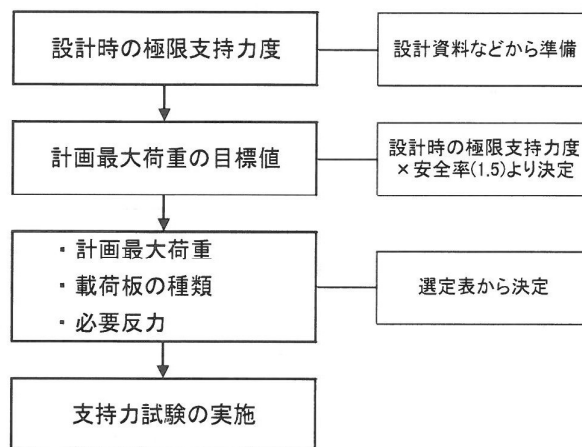 設計時の極限支持力度
設計資料などから準備
計画最大荷重の目標値
設計時の極限支持力度
×安全率(1.5)より決定
・計画最大荷重
・載荷板の種類
・必要反力
選定表から決定
支持力試験の実施